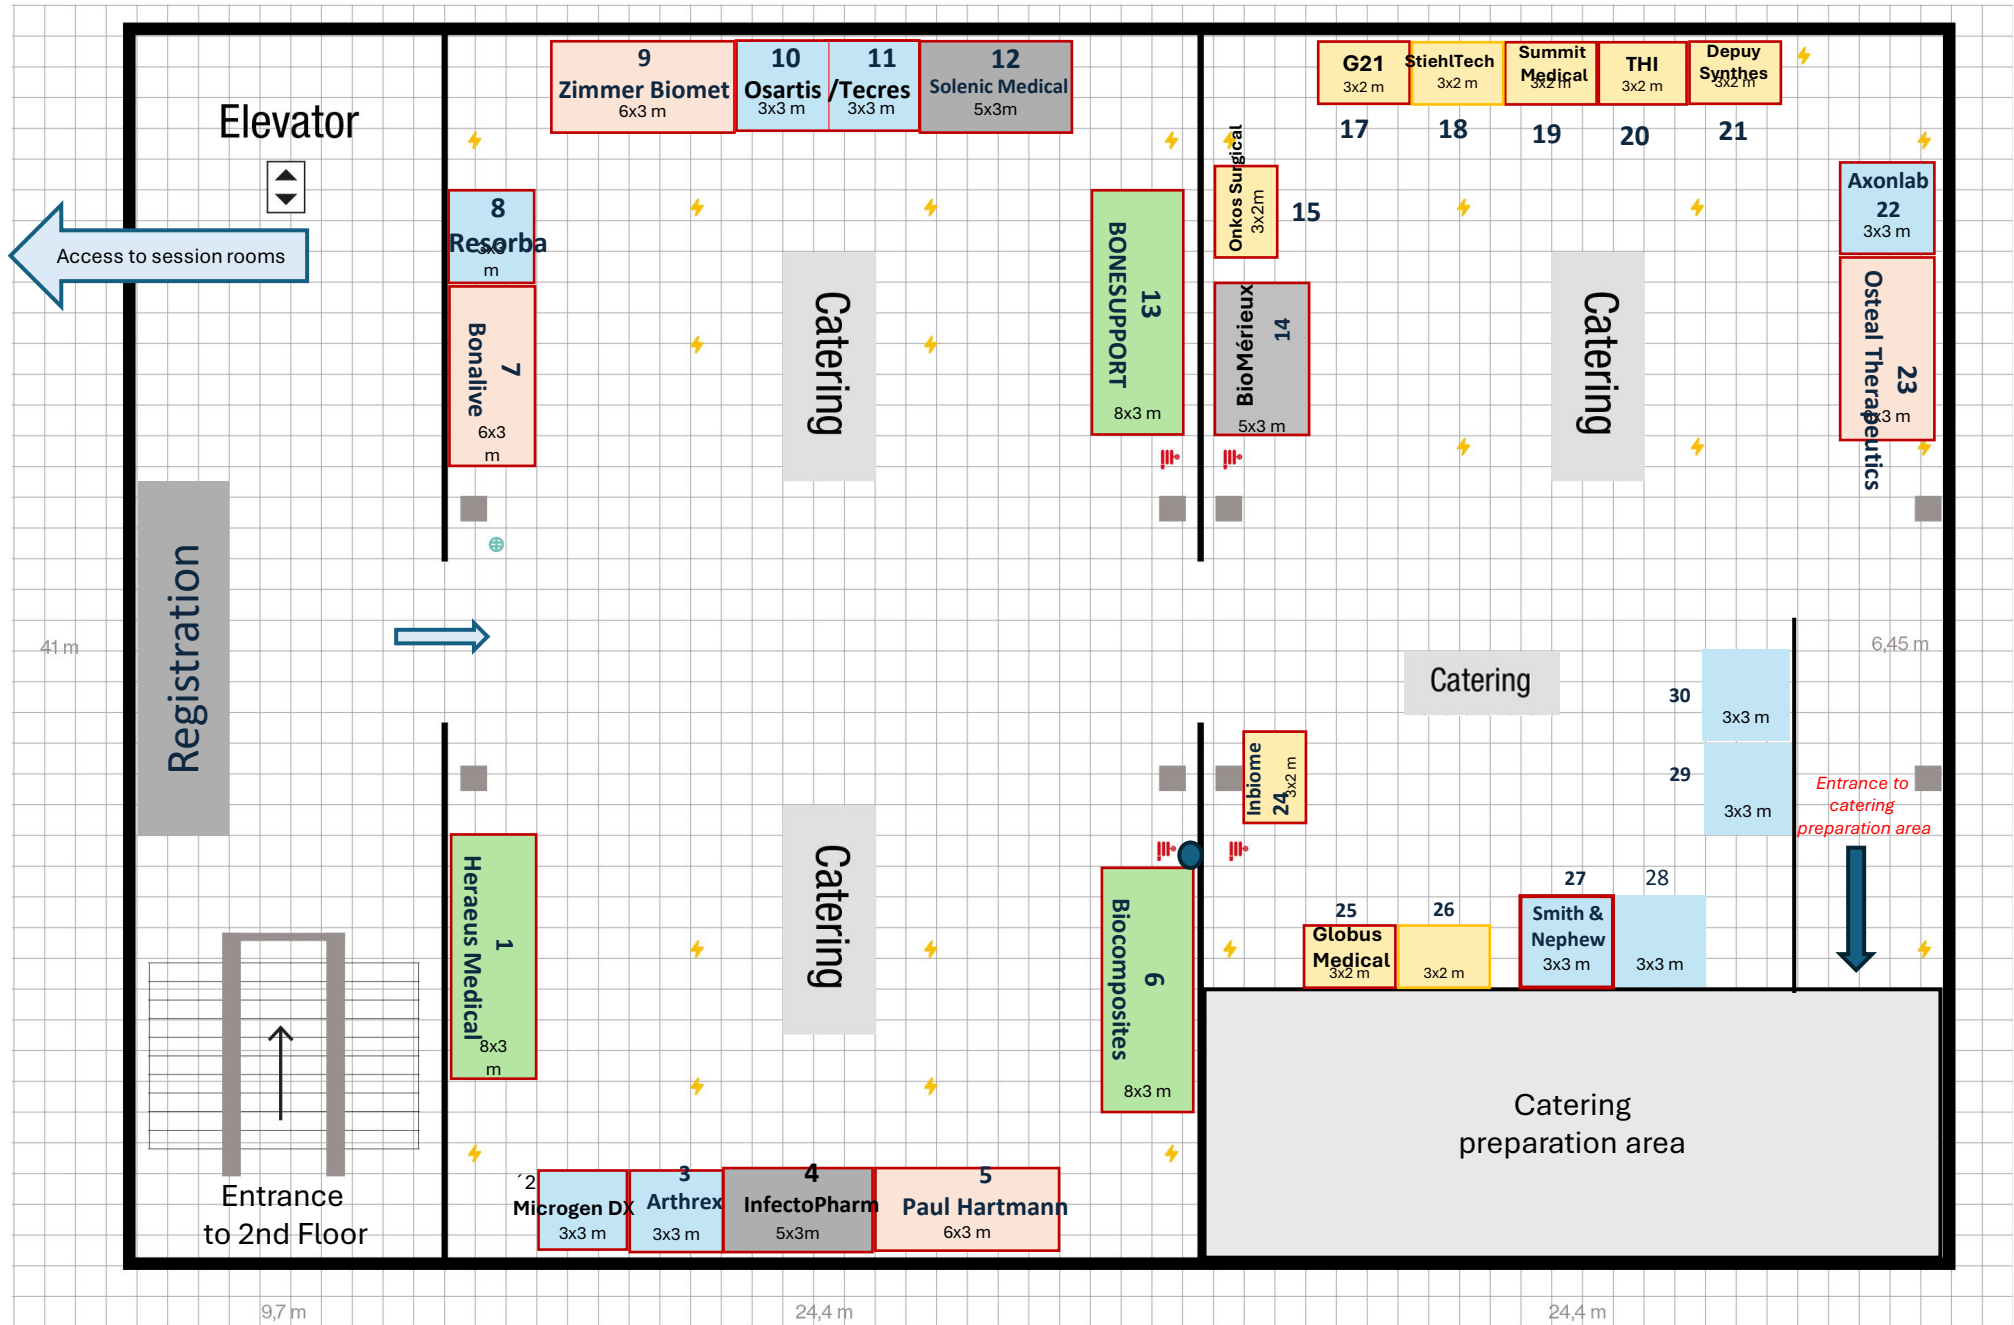 Elevator
Access to session rooms
Registration
Entrance
to 2nd Floor
41 m
9,7 m
9
Zimmer Biomet
6x3 m
10
11
Osartis /Tecres
3x3 m
3x3 m
12
Solenic Medical
5x3m
8
Resorba
3x3
m
7
Bonalive
6x3
m
Catering
13
BONESUPPORT
8x3 m
1
Heraeus Medical
8x3
m
Catering
6
Biocomposites
8x3 m
´2
Microgen DX
3x3 m
3
Arthrex
3x3 m
4
InfectoPharm
5x3m
5
Paul Hartmann
6x3 m
24,4 m
G21
3x2 m
17
StiehlTech
3x2 m
18
Summit
Medical
3x2 m
19
THI
3x2 m
20
Depuy
Synthes
3x2 m
21
Onkos Surgical
3x2m
15
BioMérieux
14
5x3 m
Catering
Axonlab
22
3x3 m
Osteal Therapeutics
23
6x3 m
6,45 m
Catering
30
3x3 m
29
3x3 m
Inbiome
24
3x2 m
Entrance to
catering
preparation area
25
Globus
Medical
3x2 m
26
3x2 m
27
Smith &
Nephew
3x3 m
28
3x3 m
Catering
preparation area
24,4 m